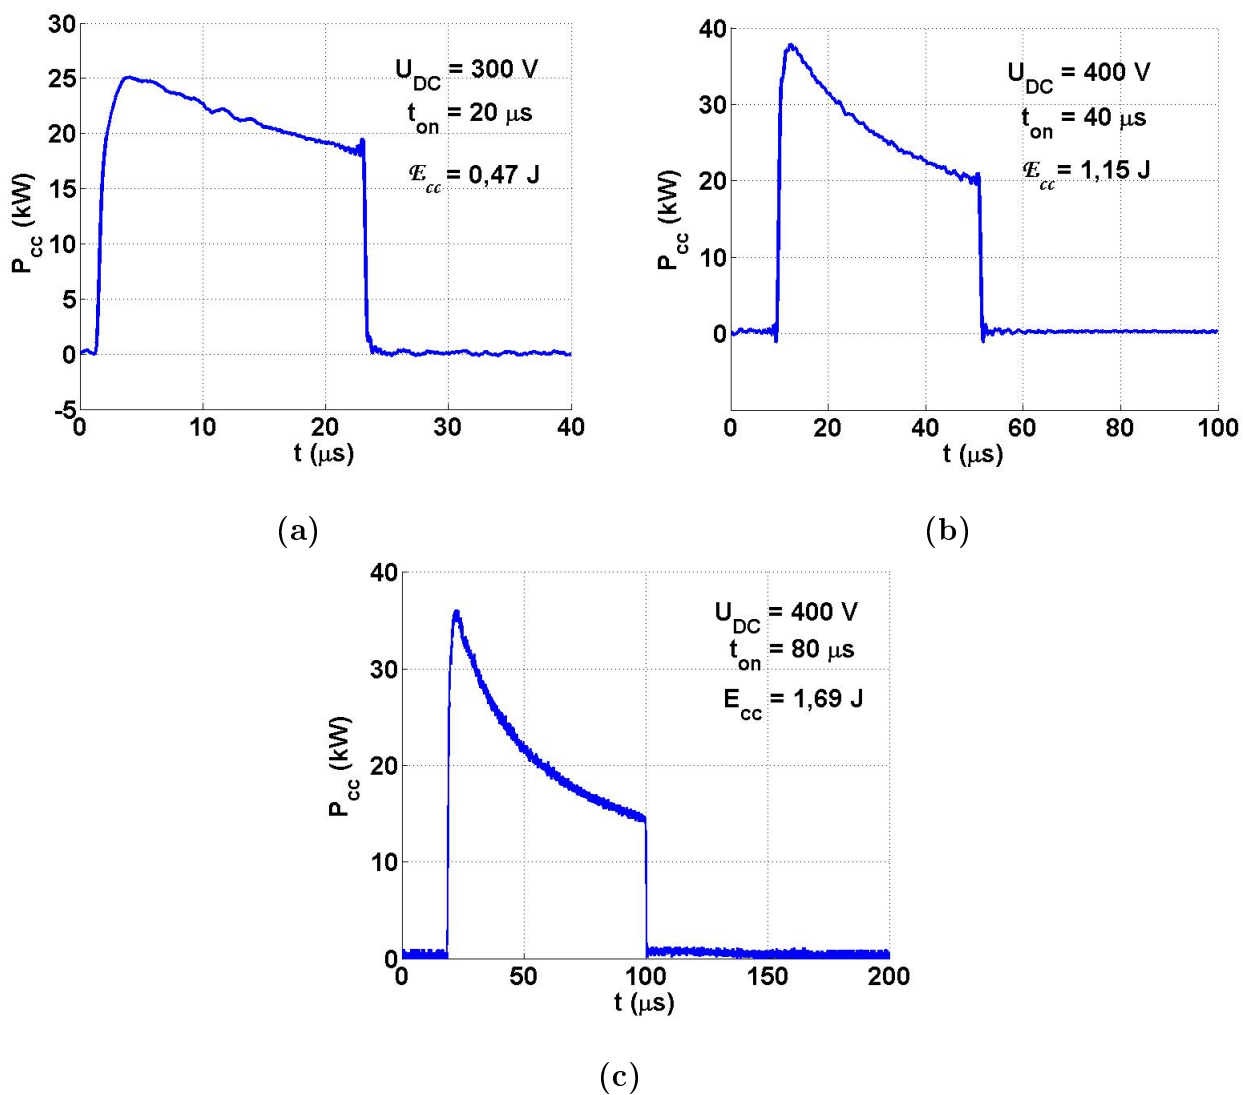 30
25
20
15
10
5
0
-5
P_cc (kW)
U_DC = 300 V
t_on = 20 μs
ℰ_cc = 0,47 J
0 10 20 30 40
t (μs)
(a)
40
30
20
10
0
P_cc (kW)
U_DC = 400 V
t_on = 40 μs
ℰ_cc = 1,15 J
0 20 40 60 80 100
t (μs)
(b)
40
30
20
10
0
P_cc (kW)
U_DC = 400 V
t_on = 80 μs
E_cc = 1,69 J
0 50 100 150 200
t (μs)
(c)